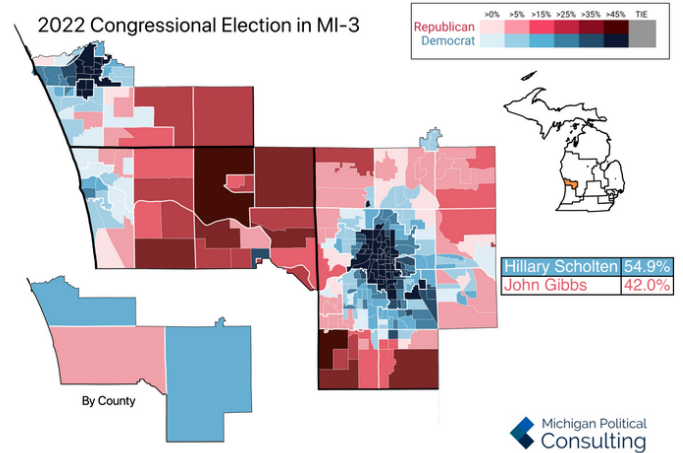 2022 Congressional Election in MI-3
>0% >5% >15% >25% >35% >45% TIE
Republican
Democrat
Hillary Scholten 54.9%
John Gibbs 42.0%
By County
Michigan Political
Consulting